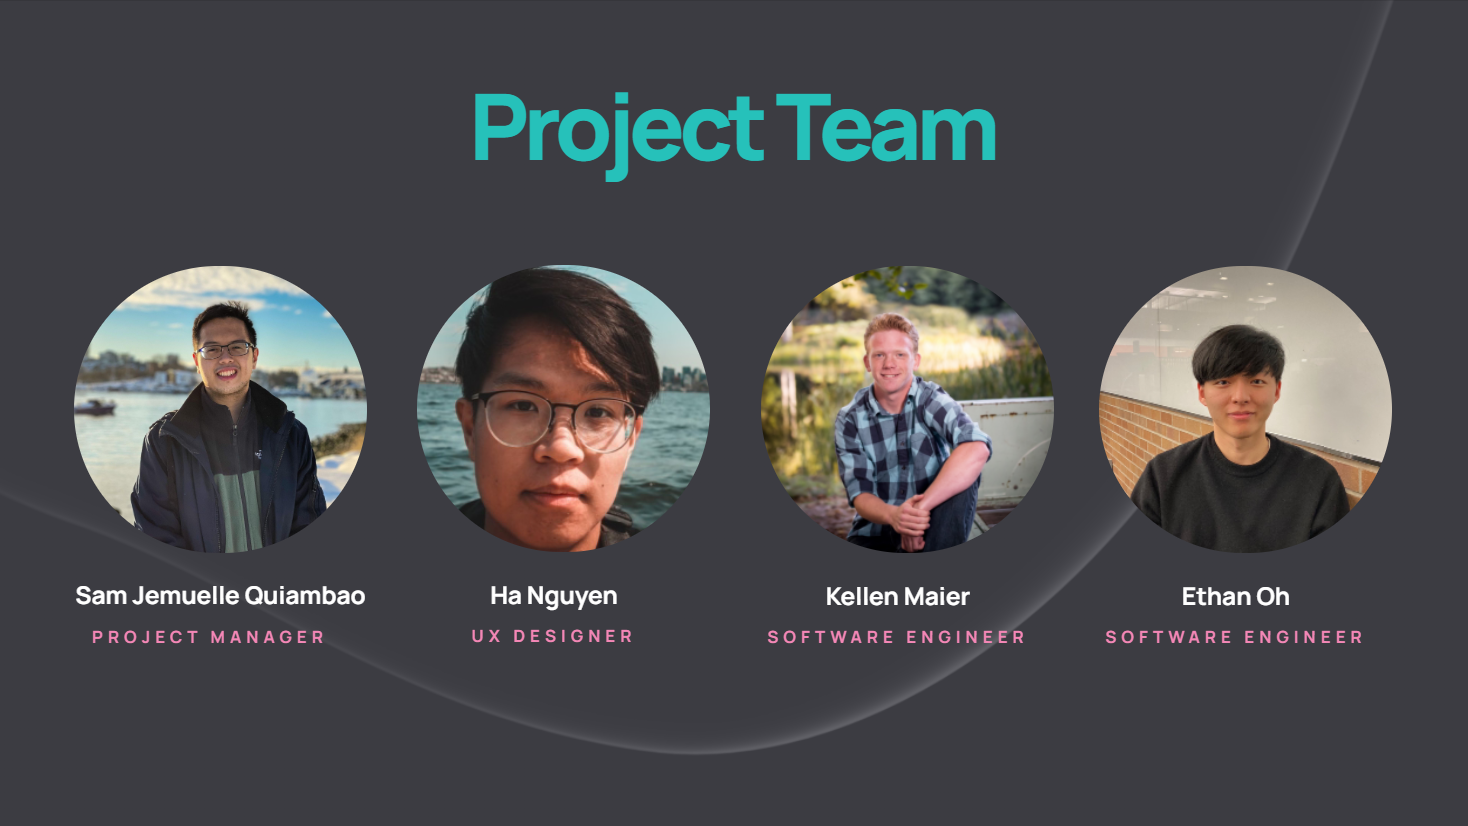 Project Team
Sam Jemuelle Quiambao
PROJECT MANAGER
Ha Nguyen
UX DESIGNER
Kellen Maier
SOFTWARE ENGINEER
Ethan Oh
SOFTWARE ENGINEER